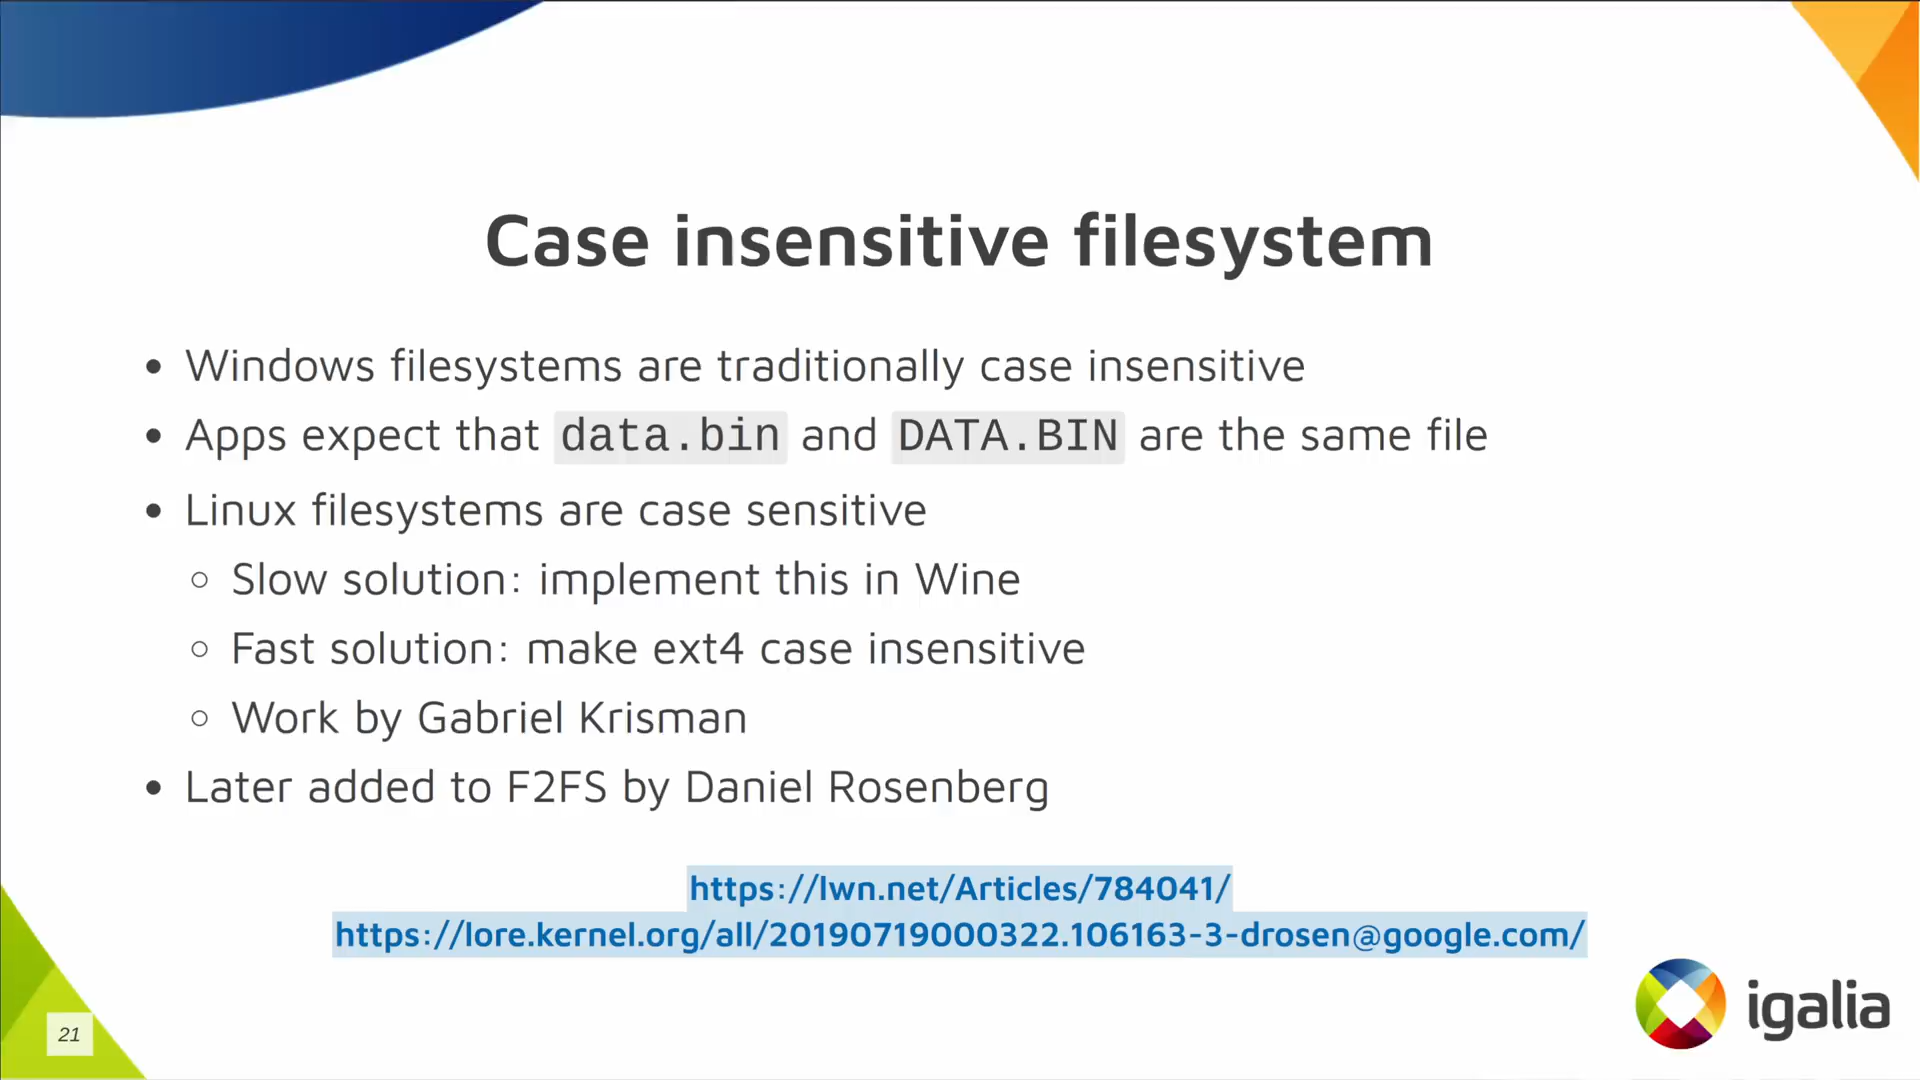 Case insensitive filesystem
Windows filesystems are traditionally case insensitive
Apps expect that data.bin and DATA.BIN are the same file
Linux filesystems are case sensitive
Slow solution: implement this in Wine
Fast solution: make ext4 case insensitive
Work by Gabriel Krisman
Later added to F2FS by Daniel Rosenberg
https://lwn.net/Articles/784041/
https://lore.kernel.org/all/20190719000322.106163-3-drosen@google.com/
21
igalia